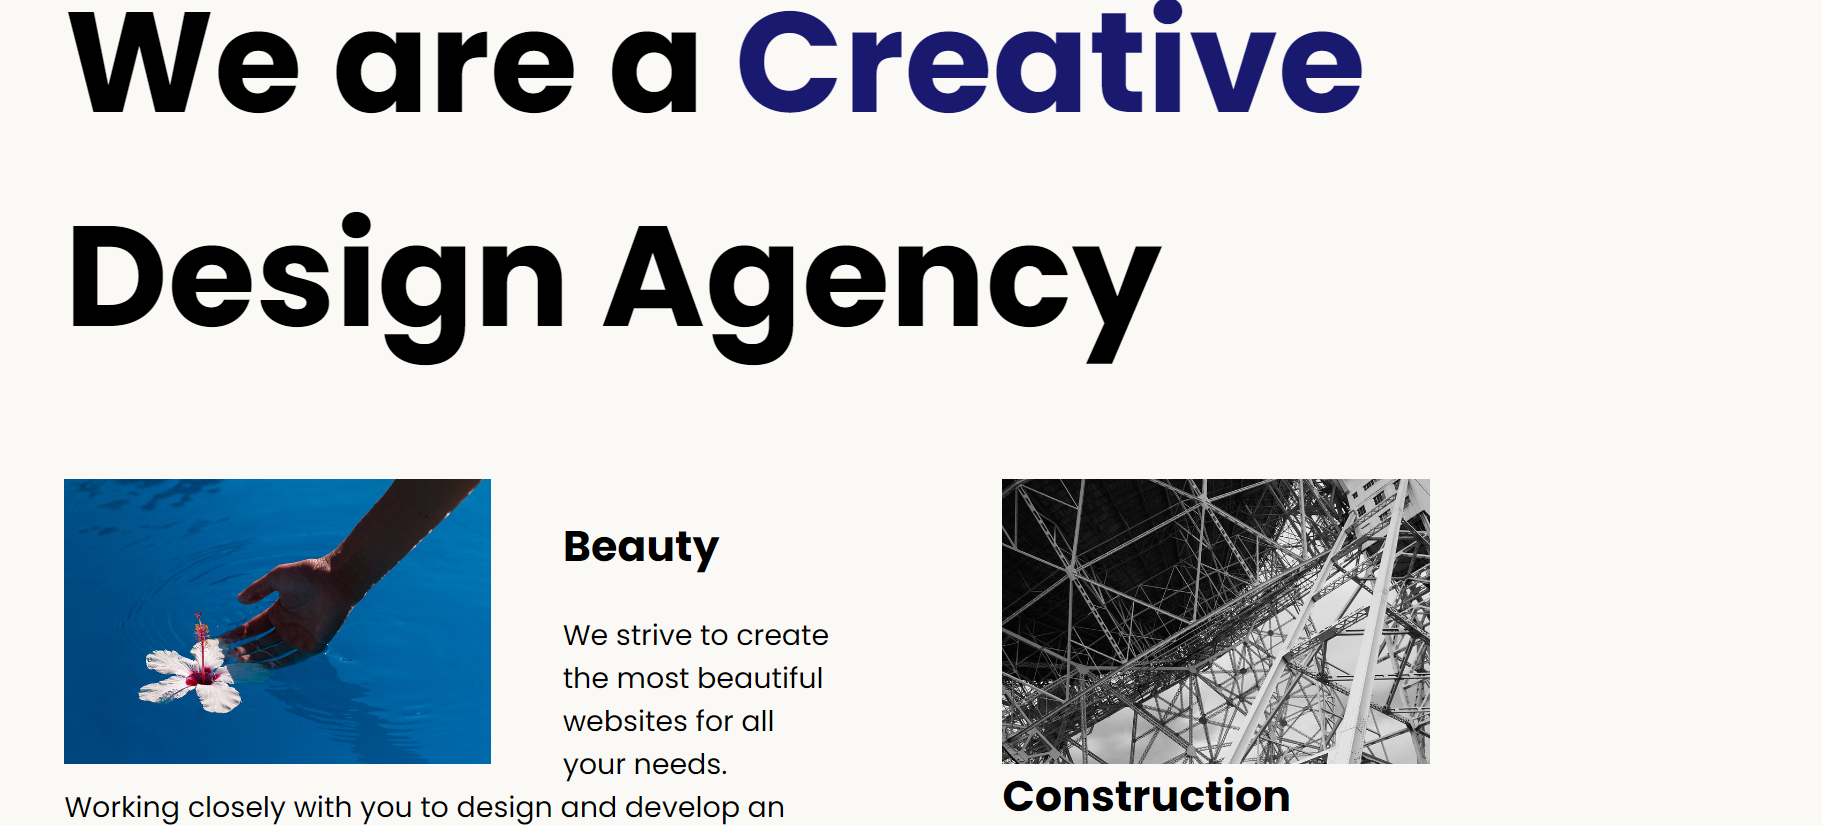 We are a Creative
Design Agency
Beauty
We strive to create
the most beautiful
websites for all
your needs.
Working closely with you to design and develop an
Construction